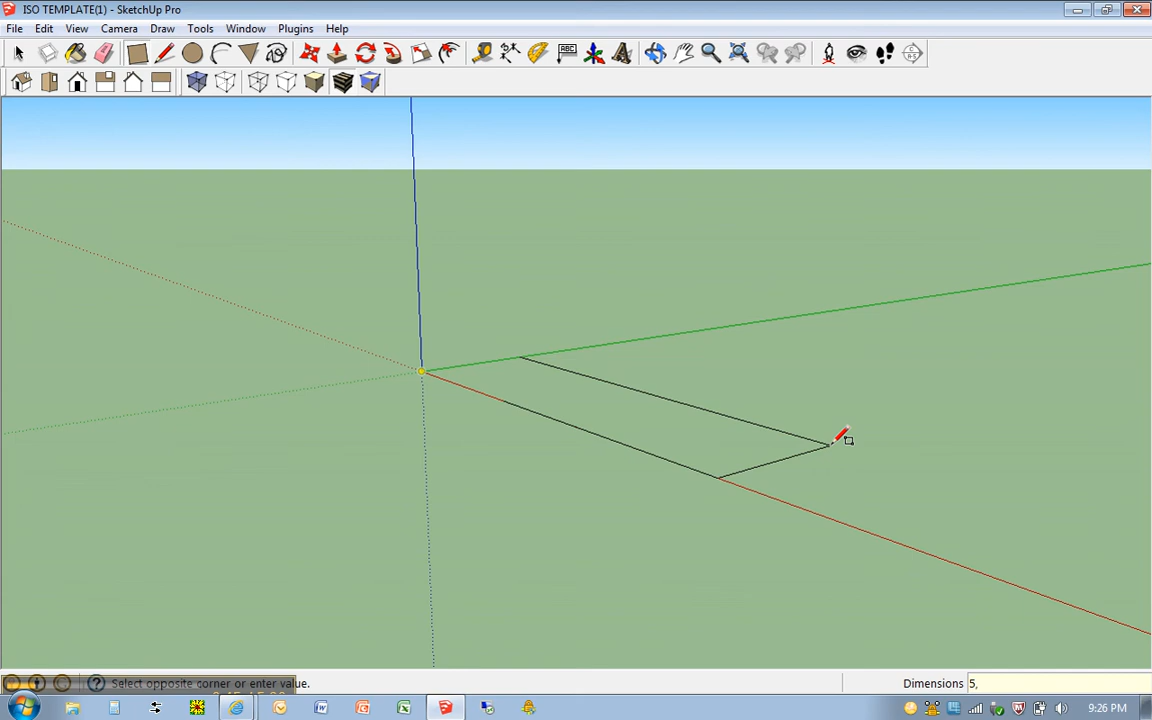 ISO TEMPLATE(1) - SketchUp Pro
File Edit View Camera Draw Tools Window Plugins Help
ABC
Select opposite corner or enter value.
Dimensions 5,
9:26 PM